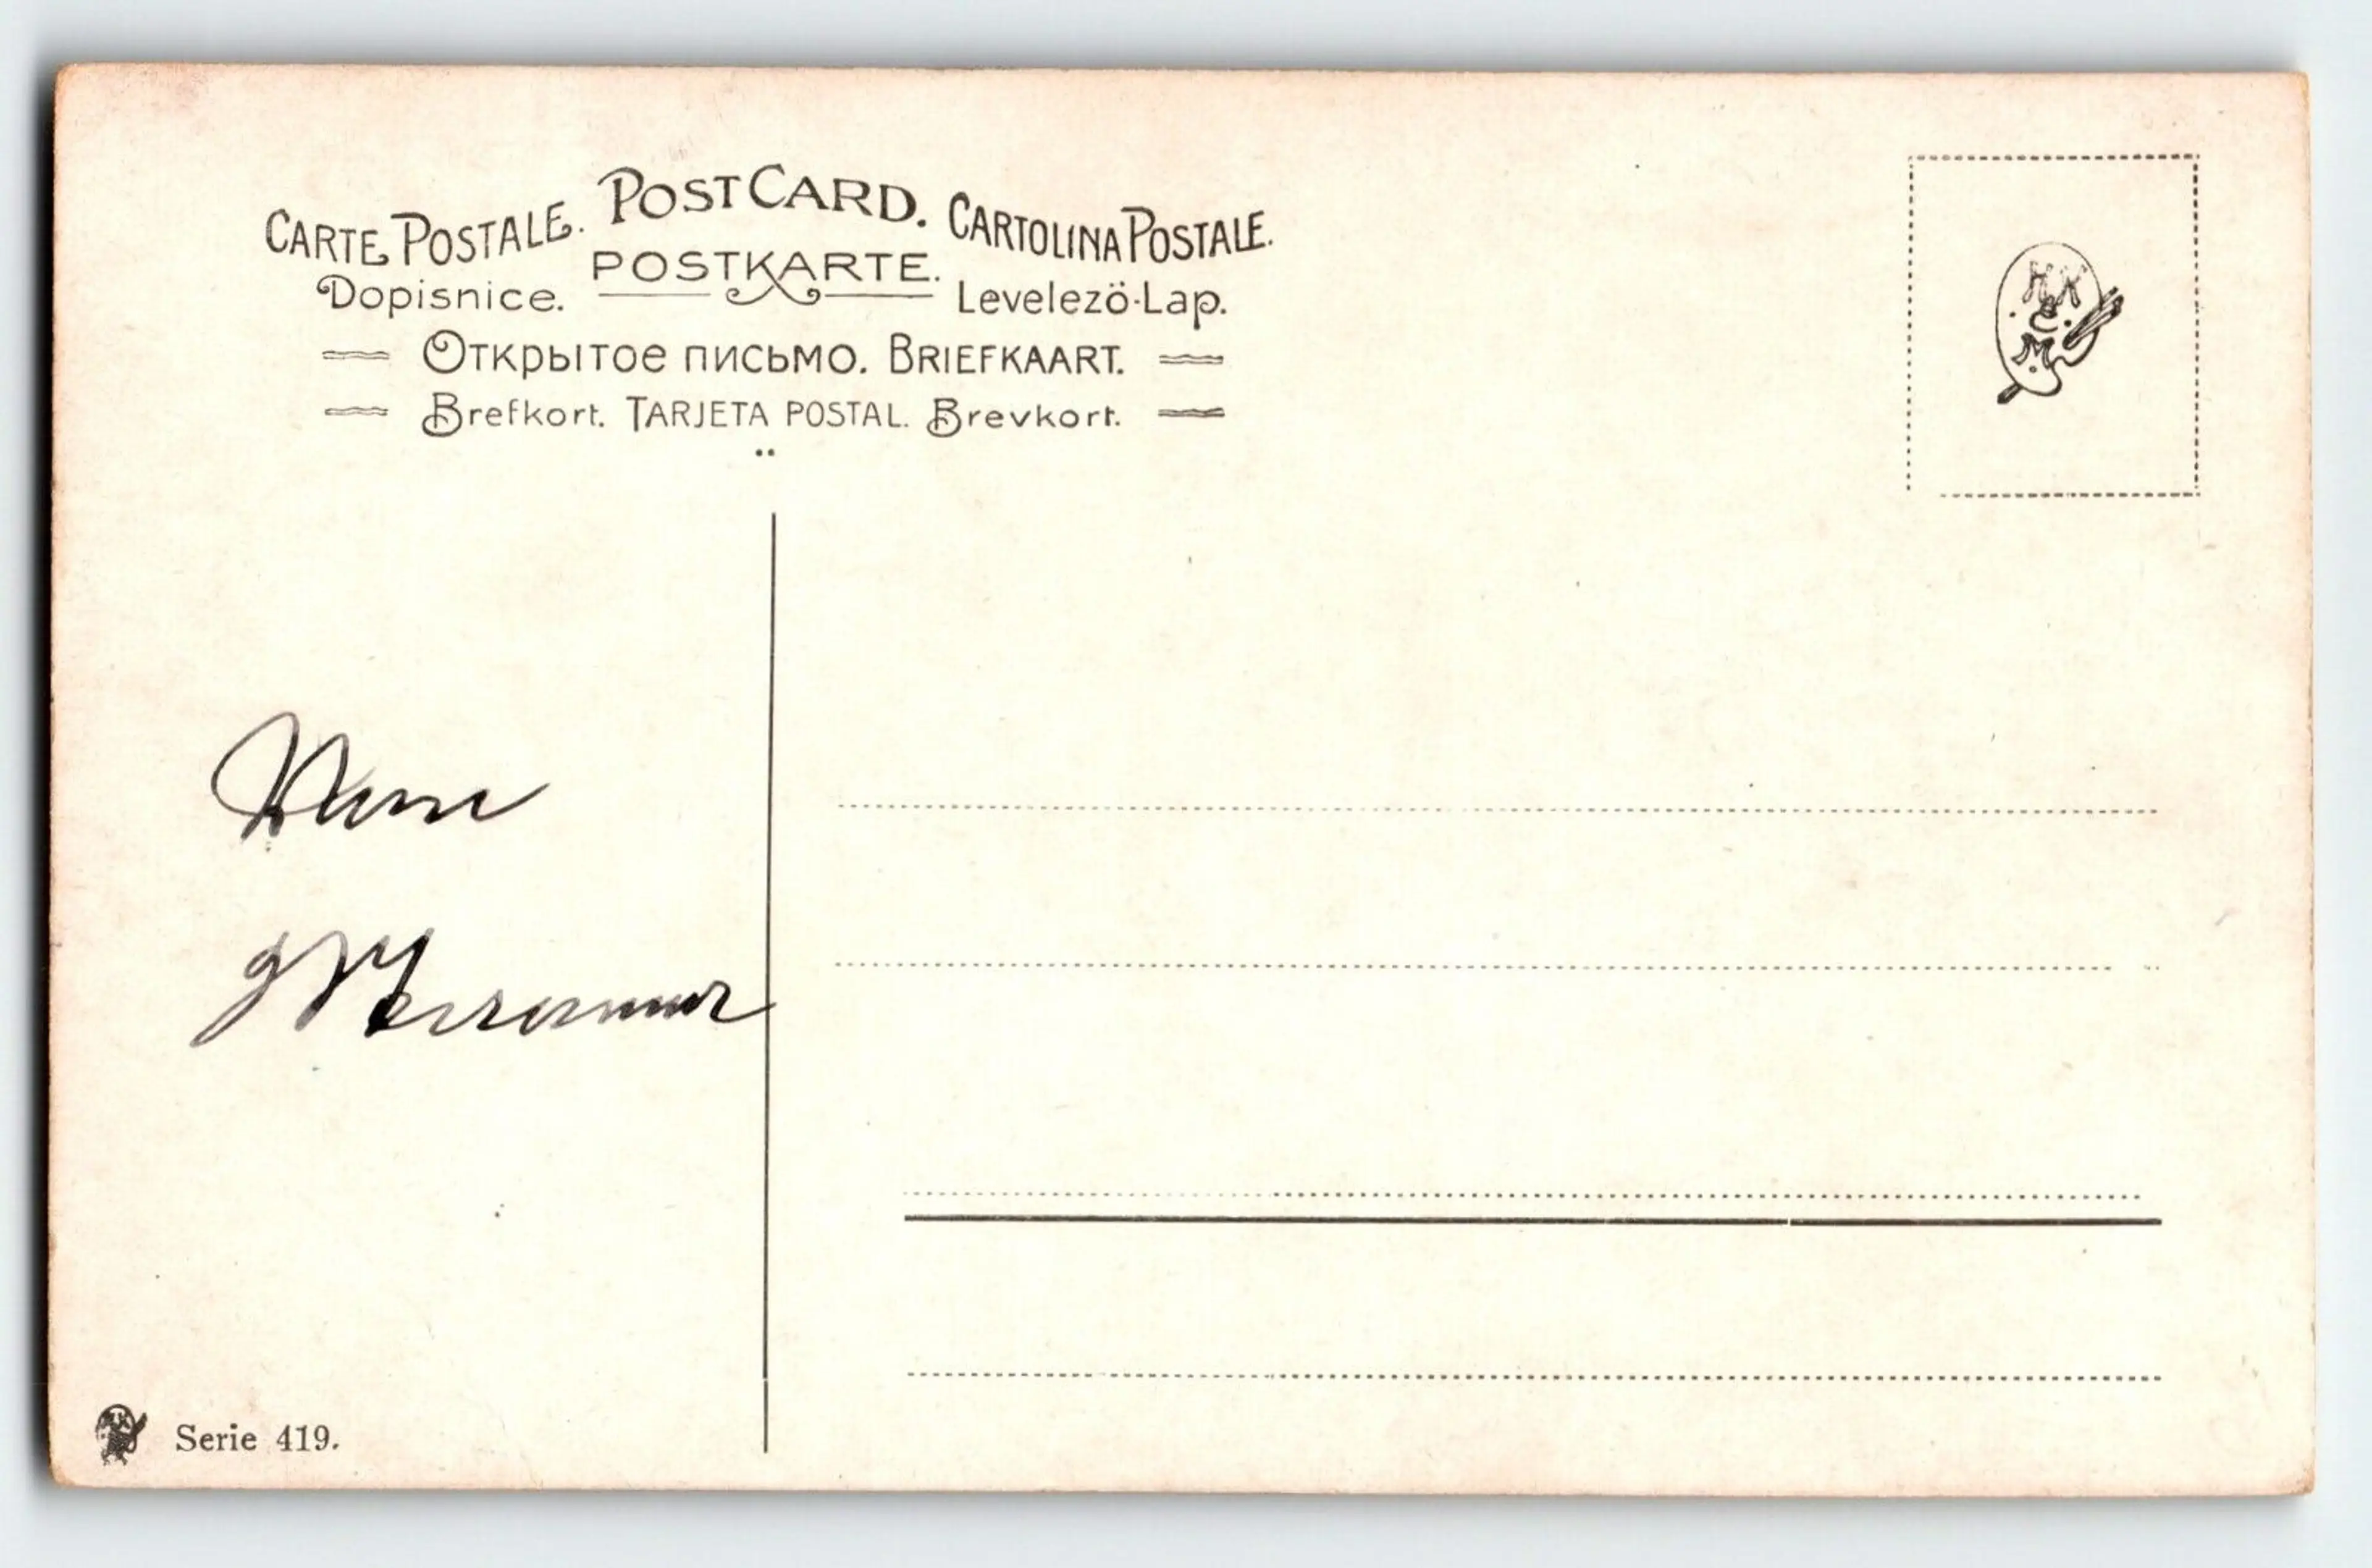 CARTE POSTALE. POST CARD. CARTOLINA POSTALE.
POSTKARTE.
Dopisnice. Levelezö-Lap.
Открытое письмо. BRIEFKAART.
Brefkort. TARJETA POSTAL. Brevkort.
Serie 419.